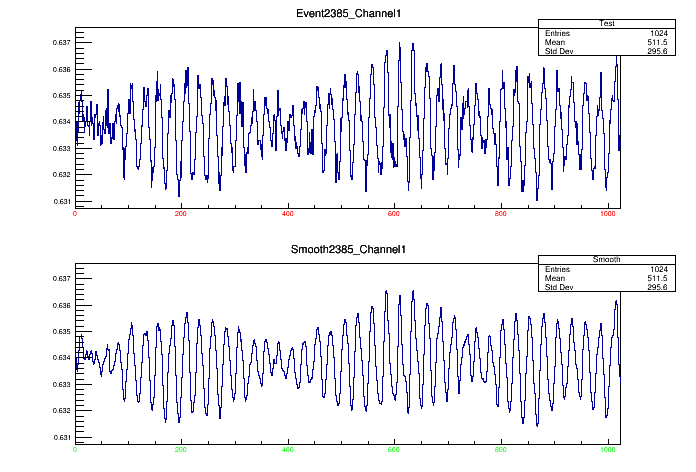 Event2385_Channel1
Test
Entries 1024
Mean 511.5
Std Dev 295.6
0.637
0.636
0.635
0.634
0.633
0.632
0.631
0 200 400 600 800 1000
Smooth2385_Channel1
Smooth
Entries 1024
Mean 511.5
Std Dev 295.6
0.637
0.636
0.635
0.634
0.633
0.632
0.631
0 200 400 600 800 1000